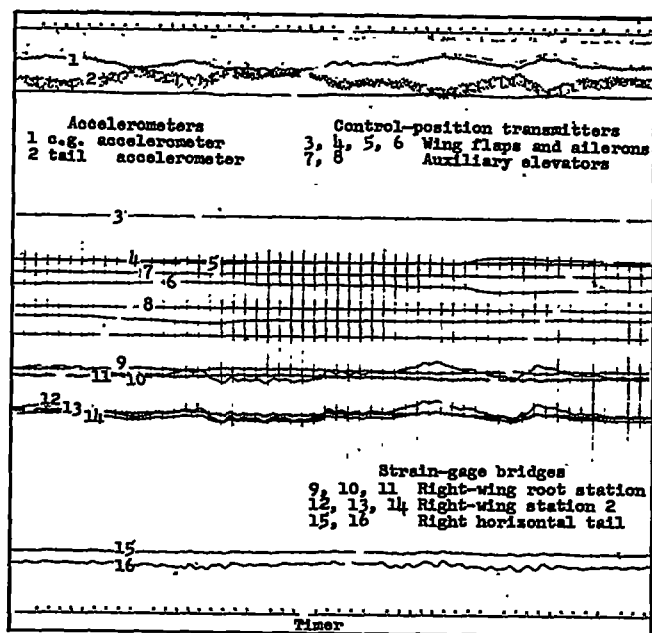 1
2
Accelerometers Control-position transmitters
1 c.g. accelerometer 3, 4, 5, 6 Wing flaps and ailerons
2 tail accelerometer 7, 8 Auxiliary elevators
3
4 5
7
6
8
9
11 10
12
13
14
Strain-gage bridges
9, 10, 11 Right-wing root station
12, 13, 14 Right-wing station 2
15, 16 Right horizontal tail
15
16
Timer